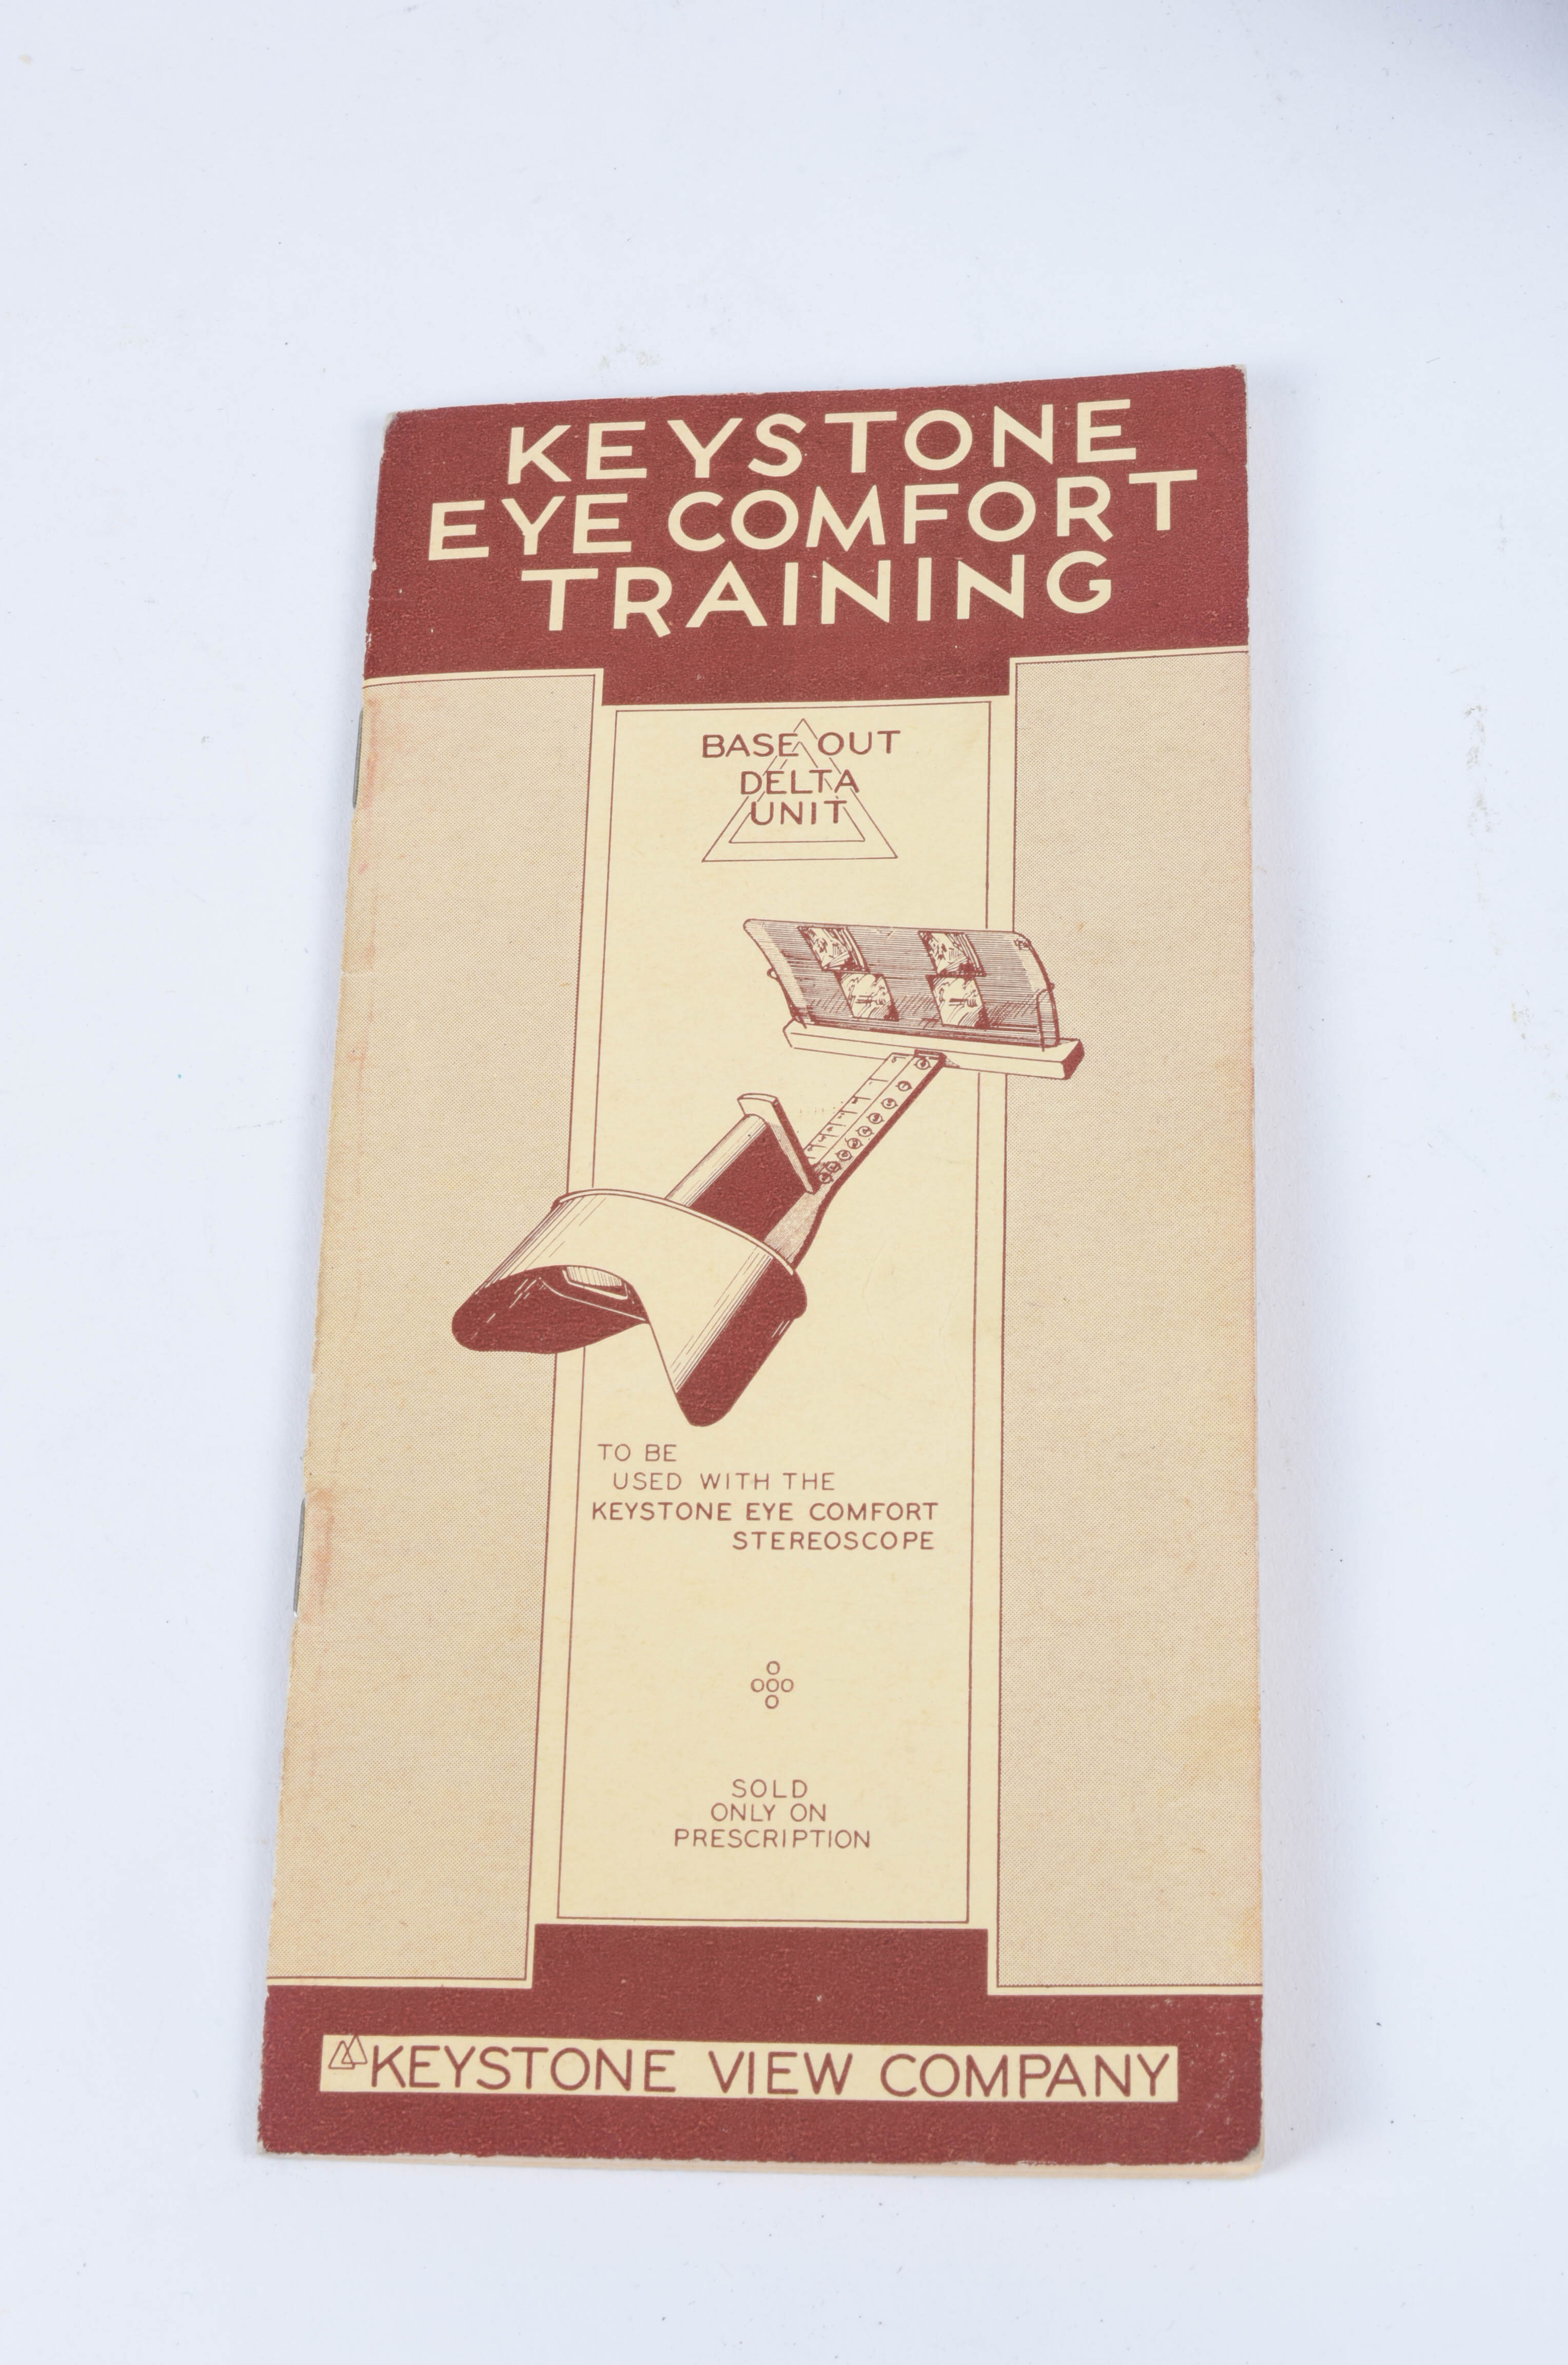 KEYSTONE
EYE COMFORT
TRAINING
BASE OUT
DELTA
UNIT
TO BE
USED WITH THE
KEYSTONE EYE COMFORT
STEREOSCOPE
SOLD
ONLY ON
PRESCRIPTION
KEYSTONE VIEW COMPANY